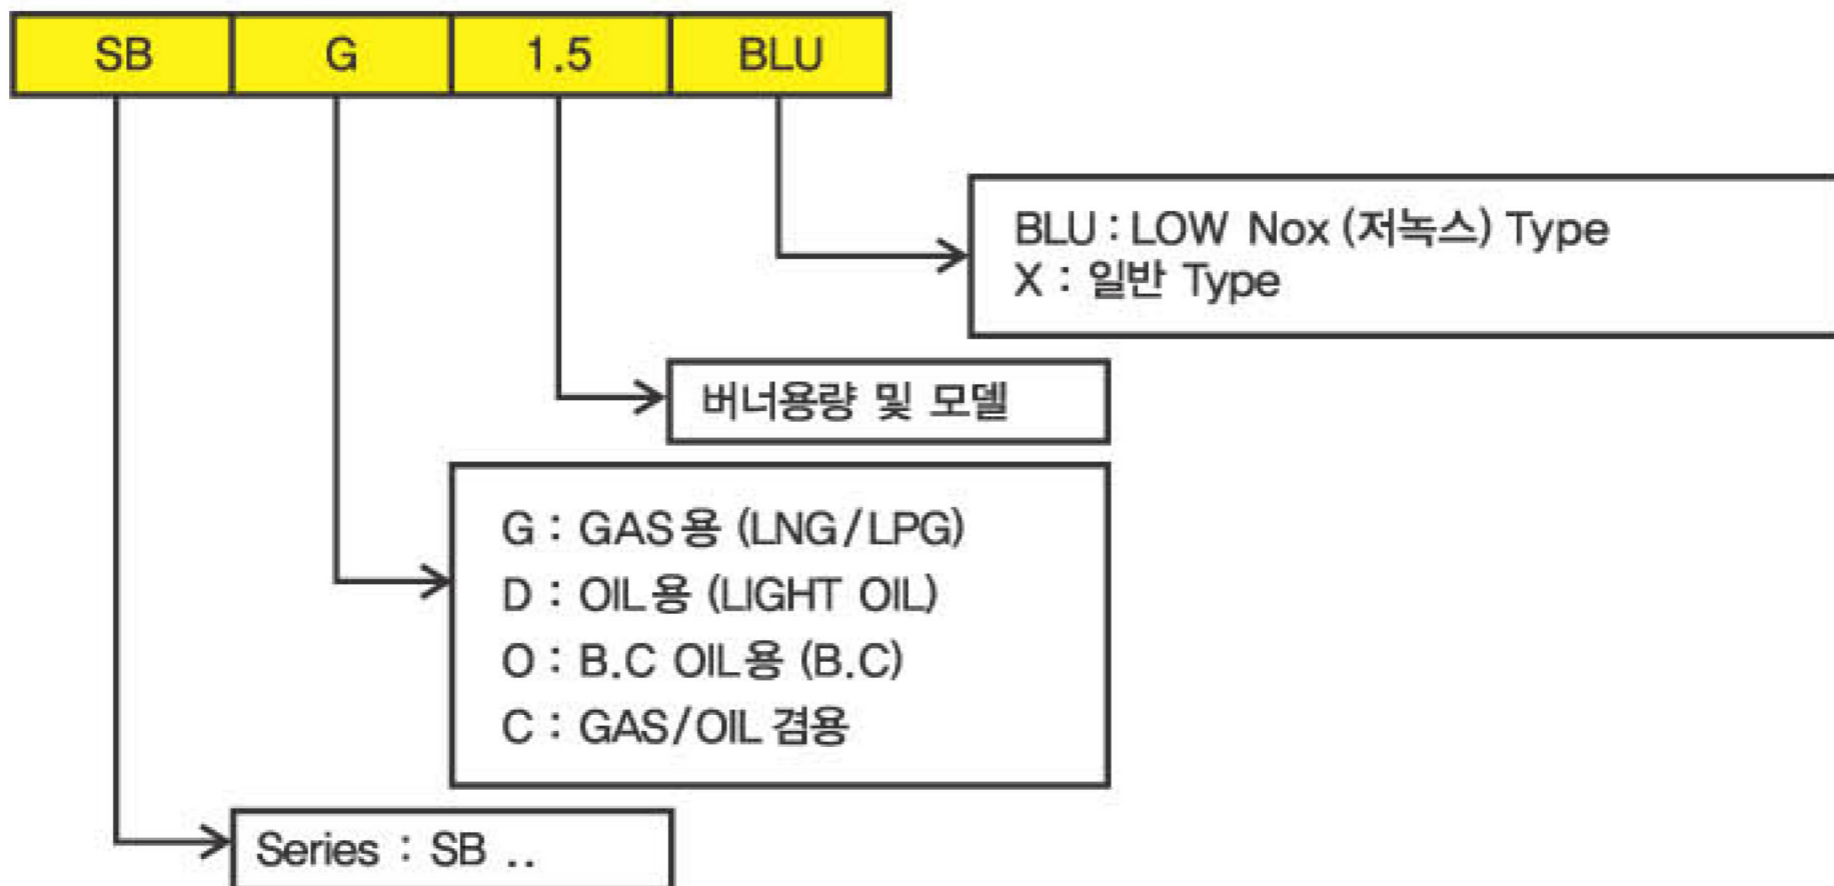 SB G 1.5 BLU
BLU : LOW Nox (저녹스) Type
X : 일반 Type
버너용량 및 모델
G : GAS용 (LNG/LPG)
D : OIL용 (LIGHT OIL)
O : B.C OIL용 (B.C)
C : GAS/OIL 겸용
Series : SB ..